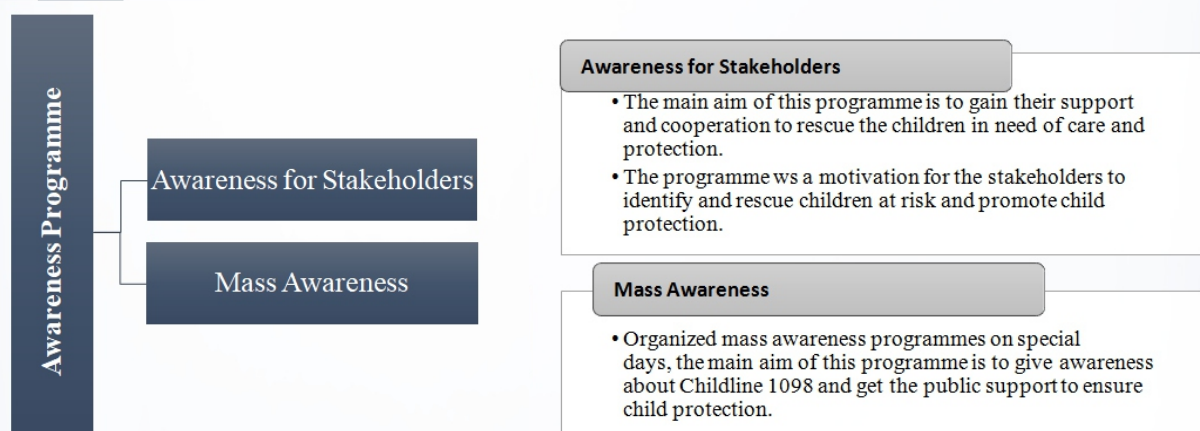 Awareness Programme
Awareness for Stakeholders
Mass Awareness
Awareness for Stakeholders
• The main aim of this programme is to gain their support
and cooperation to rescue the children in need of care and
protection.
• The programme ws a motivation for the stakeholders to
identify and rescue children at risk and promote child
protection.
Mass Awareness
• Organized mass awareness programmes on special
days, the main aim of this programme is to give awareness
about Childline 1098 and get the public support to ensure
child protection.